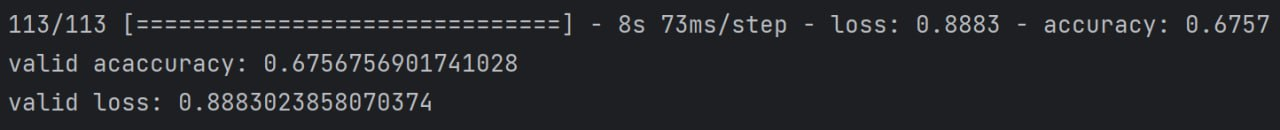 113/113 [==============================] - 8s 73ms/step - loss: 0.8883 - accuracy: 0.6757
valid acaccuracy: 0.6756756901741028
valid loss: 0.8883023858070374